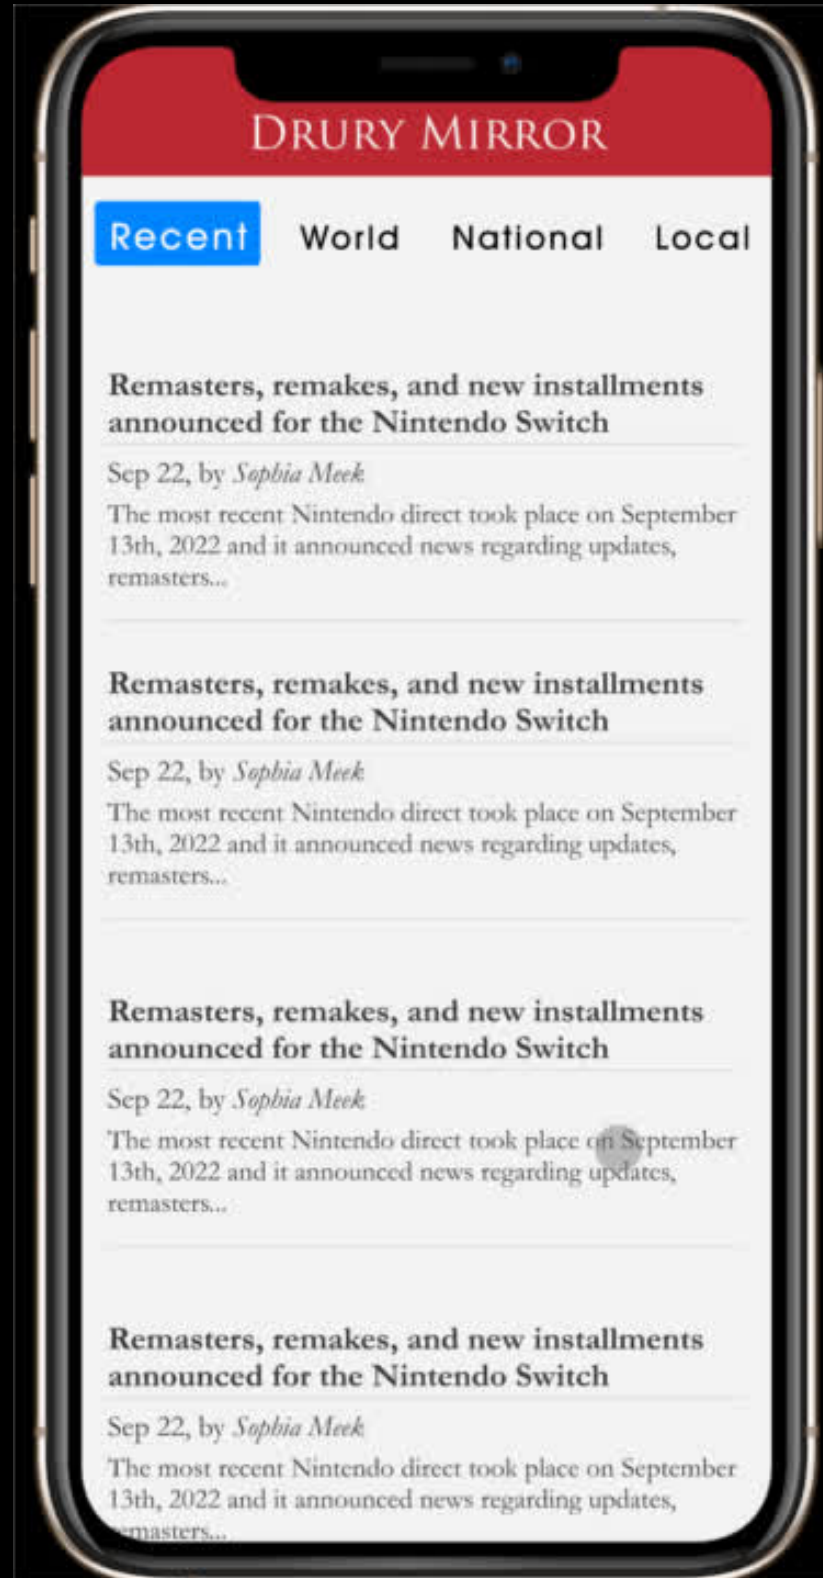 DRURY MIRROR
Recent World National Local
Remasters, remakes, and new installments
announced for the Nintendo Switch
Sep 22, by Sophia Meek
The most recent Nintendo direct took place on September
13th, 2022 and it announced news regarding updates,
remasters...
Remasters, remakes, and new installments
announced for the Nintendo Switch
Sep 22, by Sophia Meek
The most recent Nintendo direct took place on September
13th, 2022 and it announced news regarding updates,
remasters...
Remasters, remakes, and new installments
announced for the Nintendo Switch
Sep 22, by Sophia Meek
The most recent Nintendo direct took place on September
13th, 2022 and it announced news regarding updates,
remasters...
Remasters, remakes, and new installments
announced for the Nintendo Switch
Sep 22, by Sophia Meek
The most recent Nintendo direct took place on September
13th, 2022 and it announced news regarding updates,
remasters...